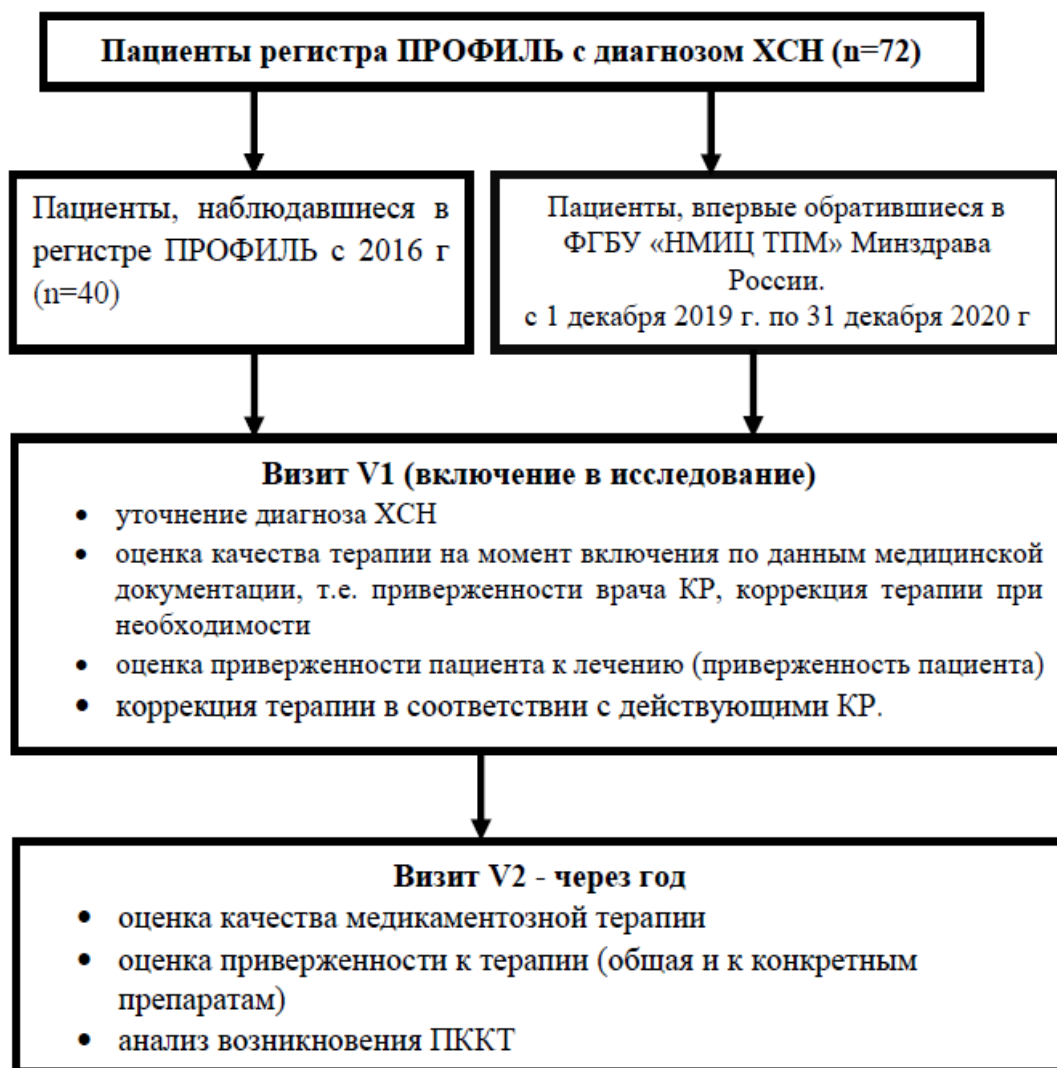 Пациенты регистра ПРОФИЛЬ с диагнозом ХСН (n=72)
Пациенты, наблюдавшиеся в
регистре ПРОФИЛЬ с 2016 г
(n=40)
Пациенты, впервые обратившиеся в
ФГБУ «НМИЦ ТПМ» Минздрава
России.
с 1 декабря 2019 г. по 31 декабря 2020 г
Визит V1 (включение в исследование)
• уточнение диагноза ХСН
• оценка качества терапии на момент включения по данным медицинской
документации, т.е. приверженности врача КР, коррекция терапии при
необходимости
• оценка приверженности пациента к лечению (приверженность пациента)
• коррекция терапии в соответствии с действующими КР.
Визит V2 - через год
• оценка качества медикаментозной терапии
• оценка приверженности к терапии (общая и к конкретным
препаратам)
• анализ возникновения ПККТ